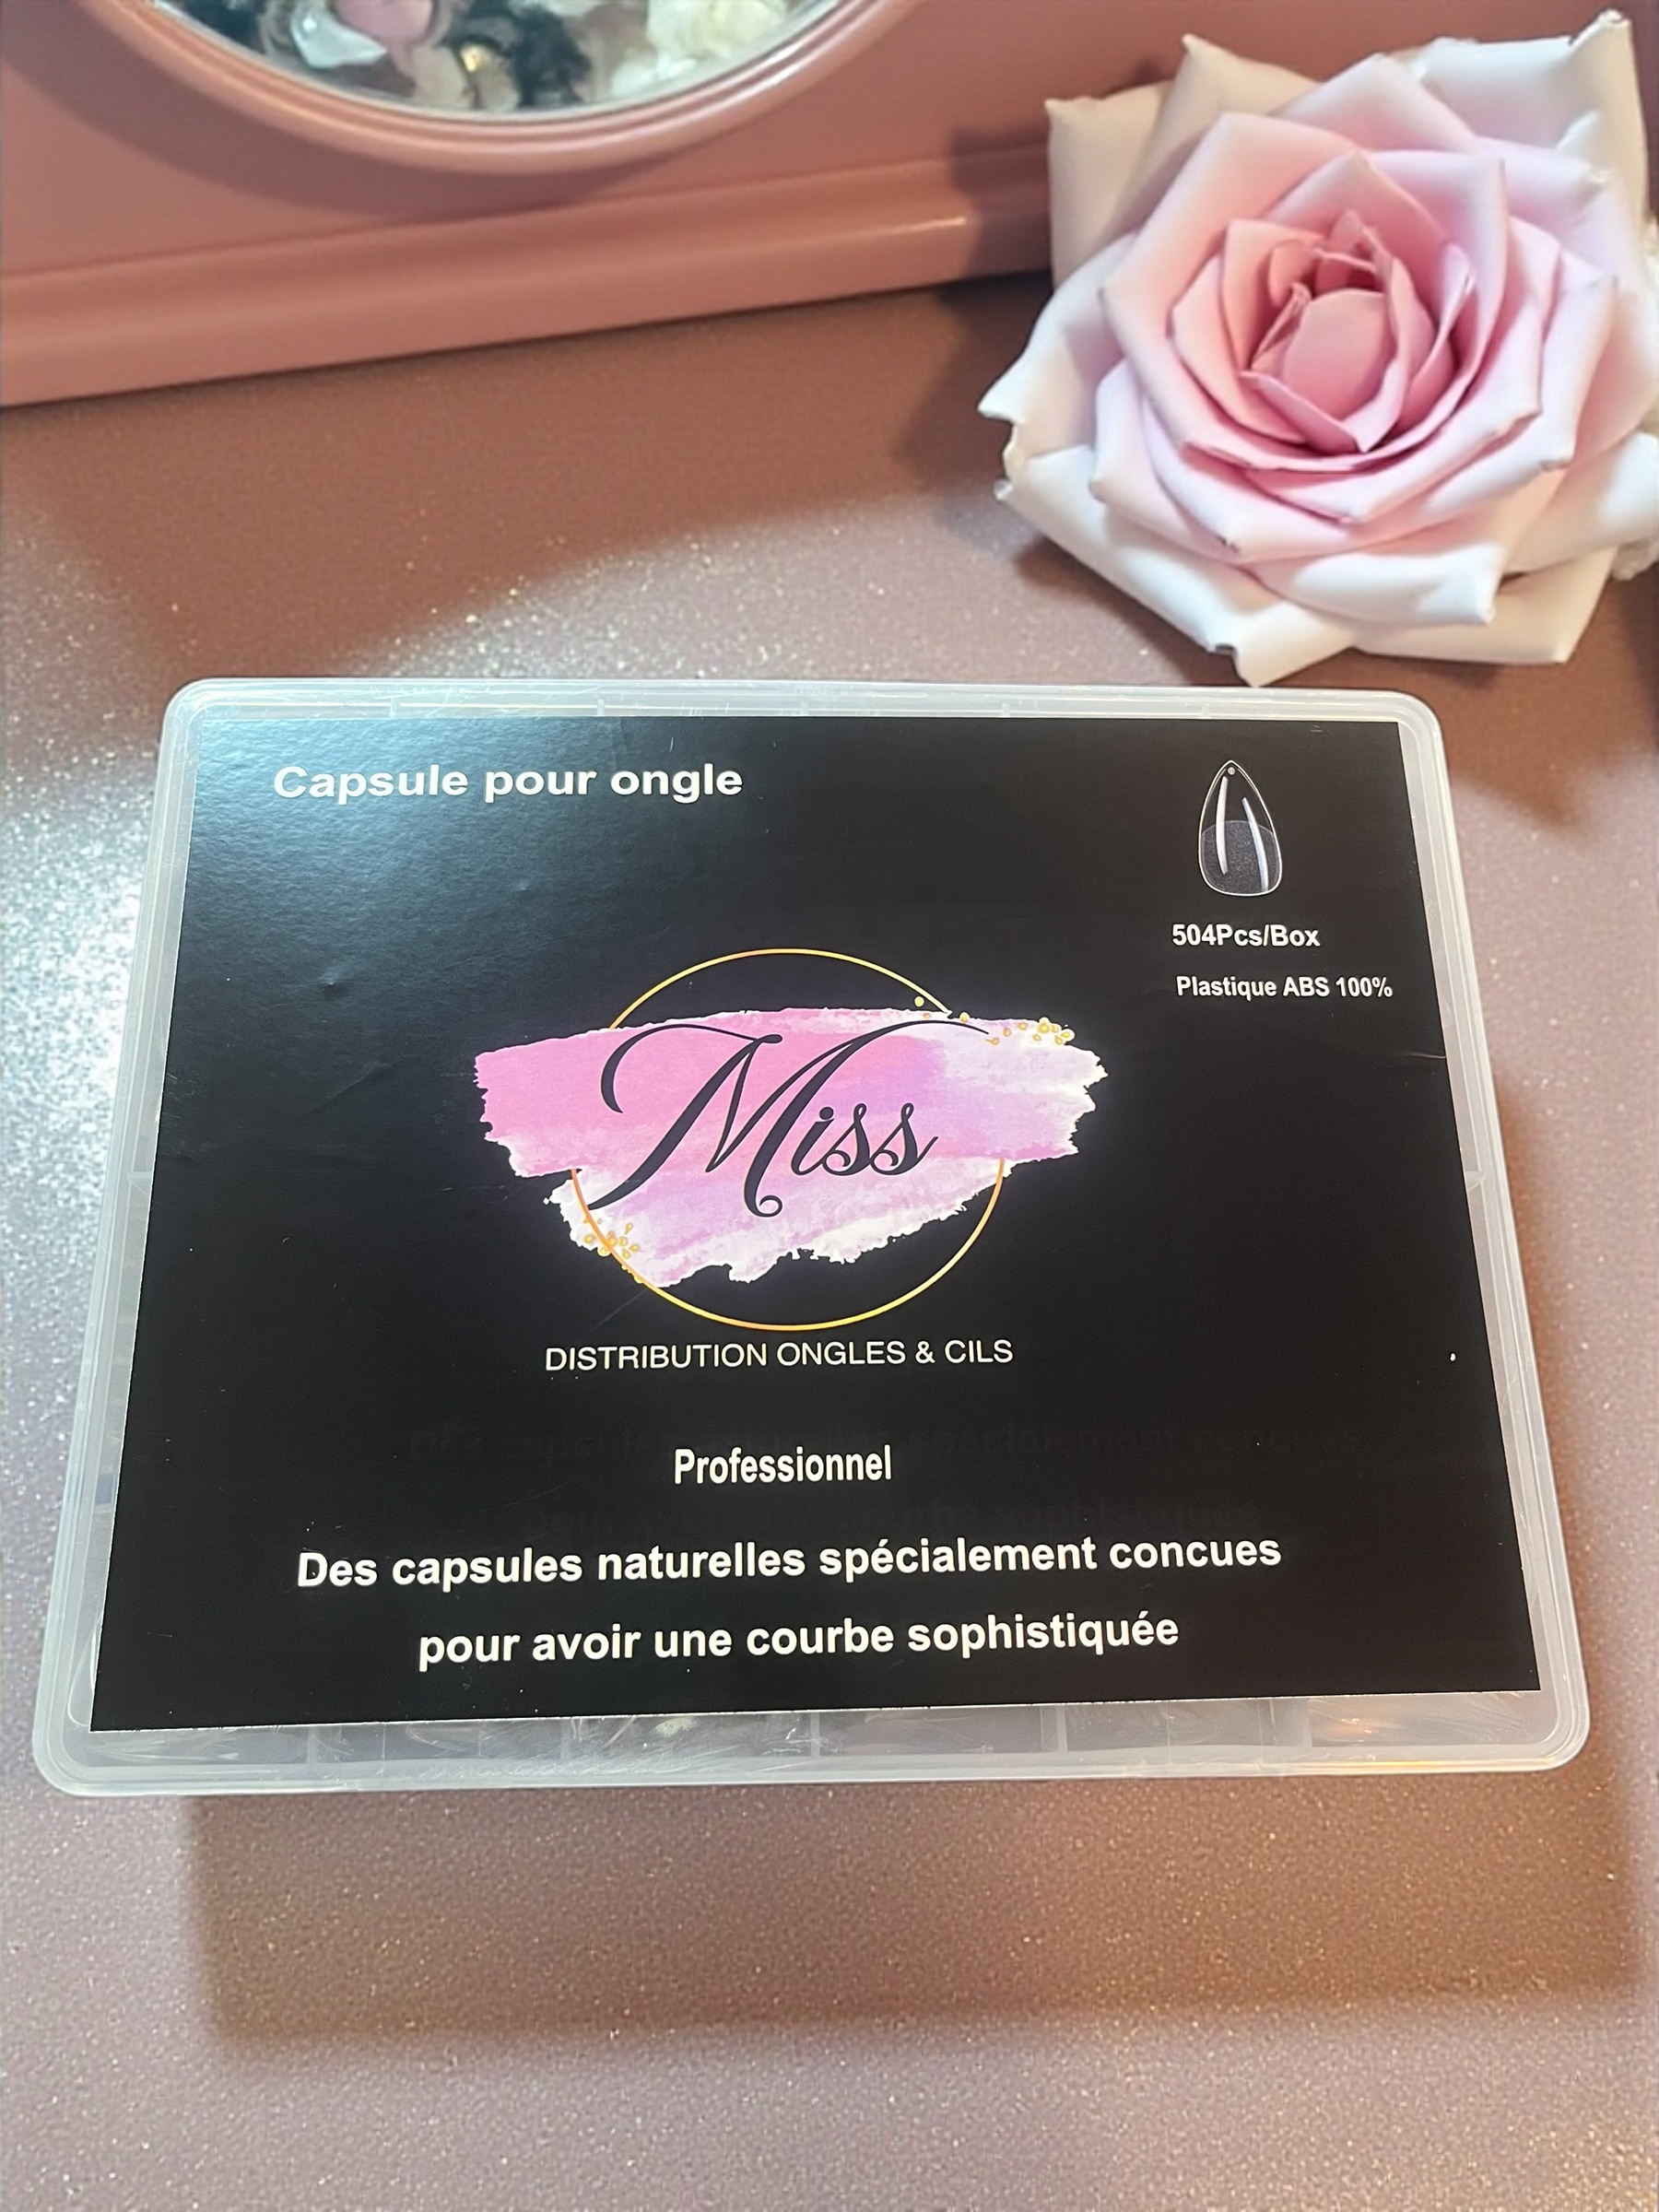 Capsule pour ongle
504Pcs/Box
Plastique ABS 100%
Miss
DISTRIBUTION ONGLES & CILS
Professionnel
Des capsules naturelles spécialement concues
pour avoir une courbe sophistiquée